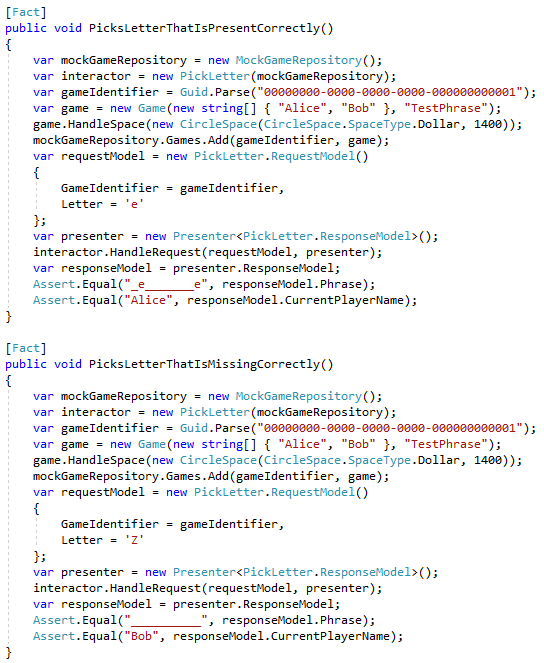 [Fact]
public void PicksLetterThatIsPresentCorrectly()
{
    var mockGameRepository = new MockGameRepository();
    var interactor = new PickLetter(mockGameRepository);
    var gameIdentifier = Guid.Parse("00000000-0000-0000-0000-000000000001");
    var game = new Game(new string[] { "Alice", "Bob" }, "TestPhrase");
    game.HandleSpace(new CircleSpace(CircleSpace.SpaceType.Dollar, 1400));
    mockGameRepository.Games.Add(gameIdentifier, game);
    var requestModel = new PickLetter.RequestModel()
    {
        GameIdentifier = gameIdentifier,
        Letter = 'e'
    };
    var presenter = new Presenter<PickLetter.ResponseModel>();
    interactor.HandleRequest(requestModel, presenter);
    var responseModel = presenter.ResponseModel;
    Assert.Equal("_e_______e", responseModel.Phrase);
    Assert.Equal("Alice", responseModel.CurrentPlayerName);
}

[Fact]
public void PicksLetterThatIsMissingCorrectly()
{
    var mockGameRepository = new MockGameRepository();
    var interactor = new PickLetter(mockGameRepository);
    var gameIdentifier = Guid.Parse("00000000-0000-0000-0000-000000000001");
    var game = new Game(new string[] { "Alice", "Bob" }, "TestPhrase");
    game.HandleSpace(new CircleSpace(CircleSpace.SpaceType.Dollar, 1400));
    mockGameRepository.Games.Add(gameIdentifier, game);
    var requestModel = new PickLetter.RequestModel()
    {
        GameIdentifier = gameIdentifier,
        Letter = 'Z'
    };
    var presenter = new Presenter<PickLetter.ResponseModel>();
    interactor.HandleRequest(requestModel, presenter);
    var responseModel = presenter.ResponseModel;
    Assert.Equal("__________", responseModel.Phrase);
    Assert.Equal("Bob", responseModel.CurrentPlayerName);
}